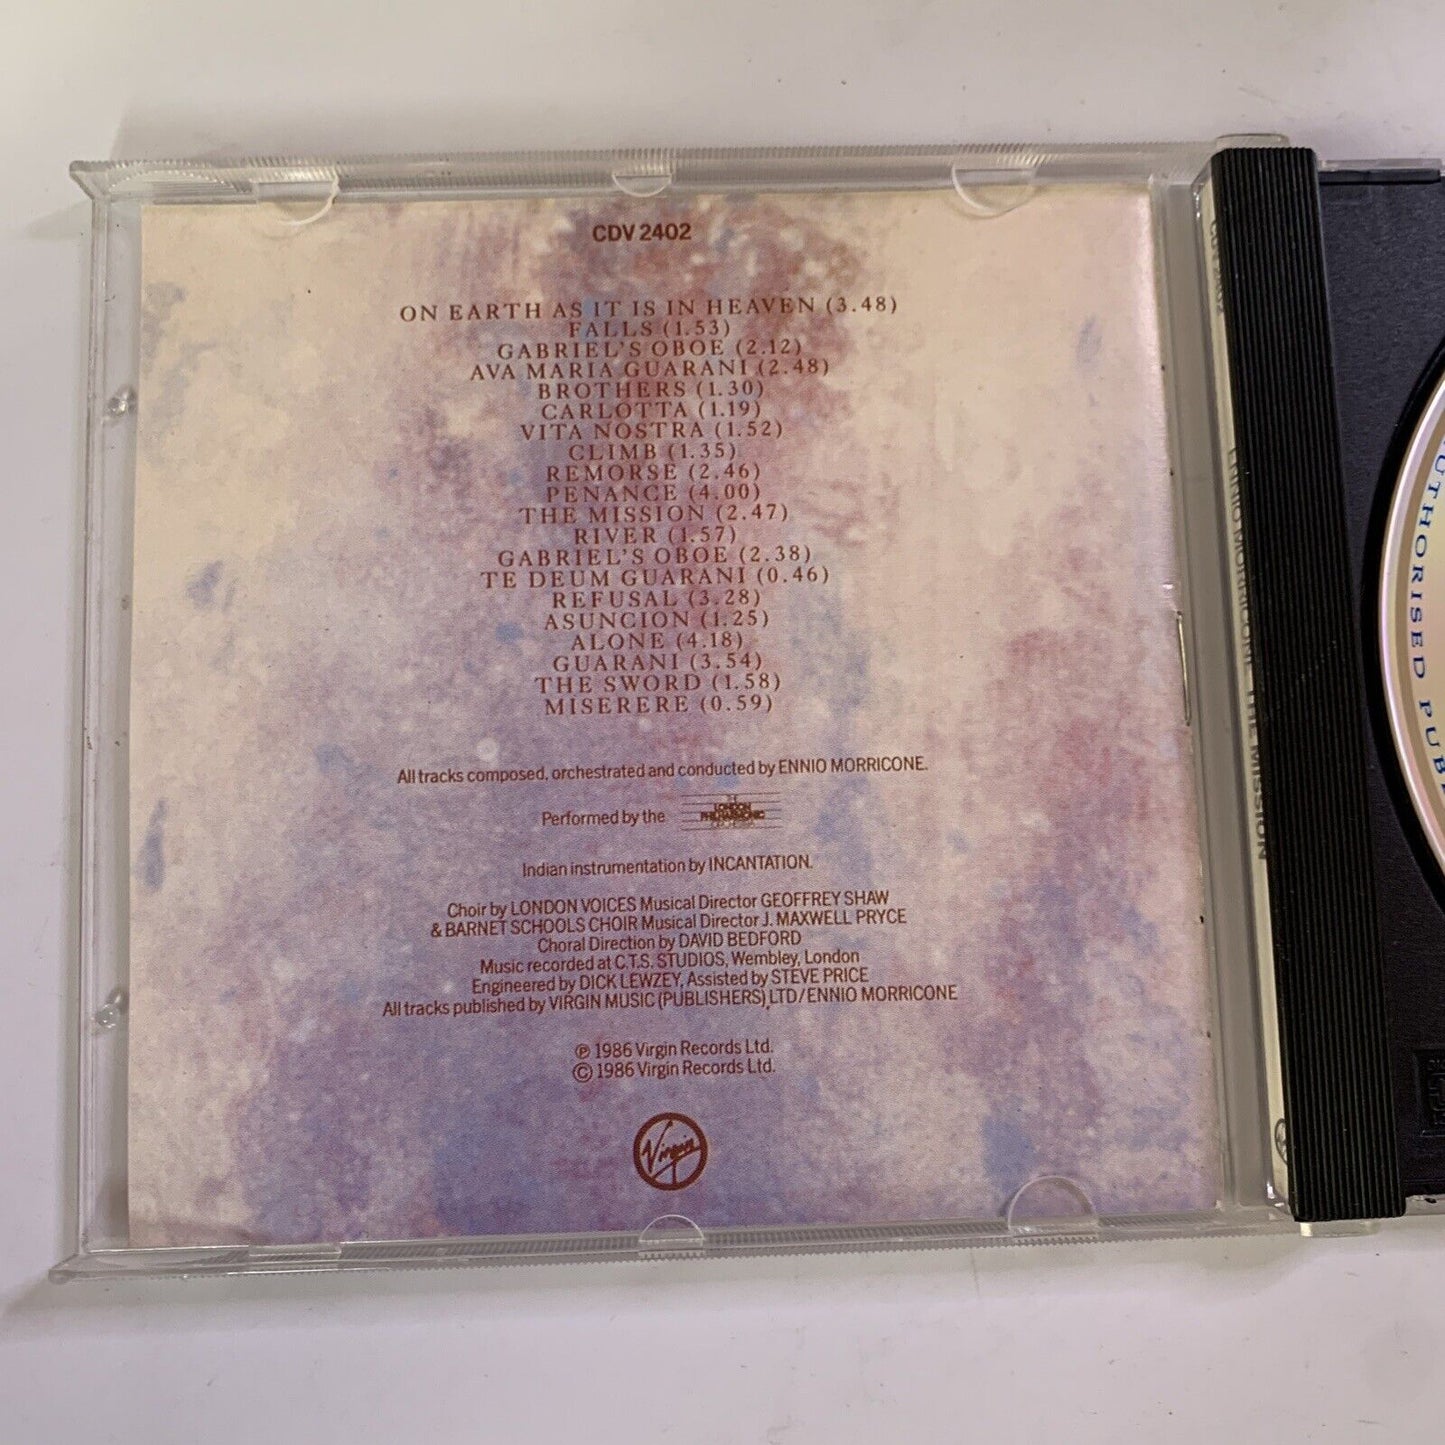 CDV 2402
ON EARTH AS IT IS IN HEAVEN (3.48)
FALLS (1.53)
GABRIEL'S OBOE (2.12)
AVA MARIA GUARANI (2.48)
BROTHERS (1.30)
CARLOTTA (1.19)
VITA NOSTRA (1.52)
CLIMB (1.35)
REMORSE (2.46)
PENANCE (4.00)
THE MISSION (2.47)
RIVER (1.57)
GABRIEL'S OBOE (2.38)
TE DEUM GUARANI (0.46)
REFUSAL (3.28)
ASUNCION (1.25)
ALONE (4.18)
GUARANI (3.54)
THE SWORD (1.58)
MISERERE (0.59)
All tracks composed, orchestrated and conducted by ENNIO MORRICONE.
Performed by the THE
LONDON
PHILHARMONIC
ORCHESTRA
Indian instrumentation by INCANTATION.
Choir by LONDON VOICES Musical Director GEOFFREY SHAW
& BARNET SCHOOLS CHOIR Musical Director J. MAXWELL PRYCE
Choral Direction by DAVID BEDFORD
Music recorded at C.T.S. STUDIOS, Wembley, London
Engineered by DICK LEWZEY, Assisted by STEVE PRICE
All tracks published by VIRGIN MUSIC (PUBLISHERS) LTD/ENNIO MORRICONE
℗ 1986 Virgin Records Ltd.
© 1986 Virgin Records Ltd.
Virgin
ENNIO MORRICONE THE MISSION
UTHORISED PUB